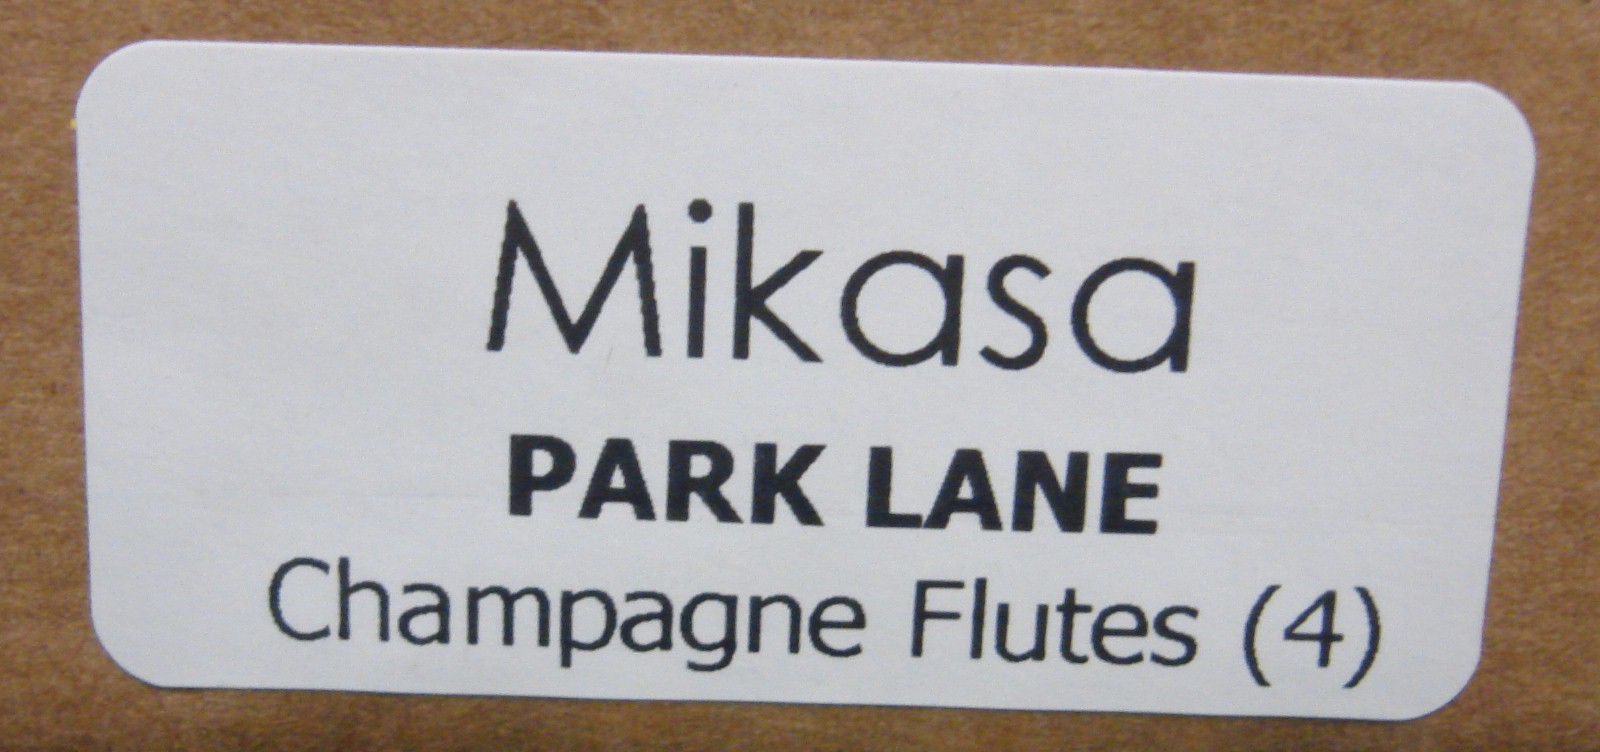 Mikasa
PARK LANE
Champagne Flutes (4)